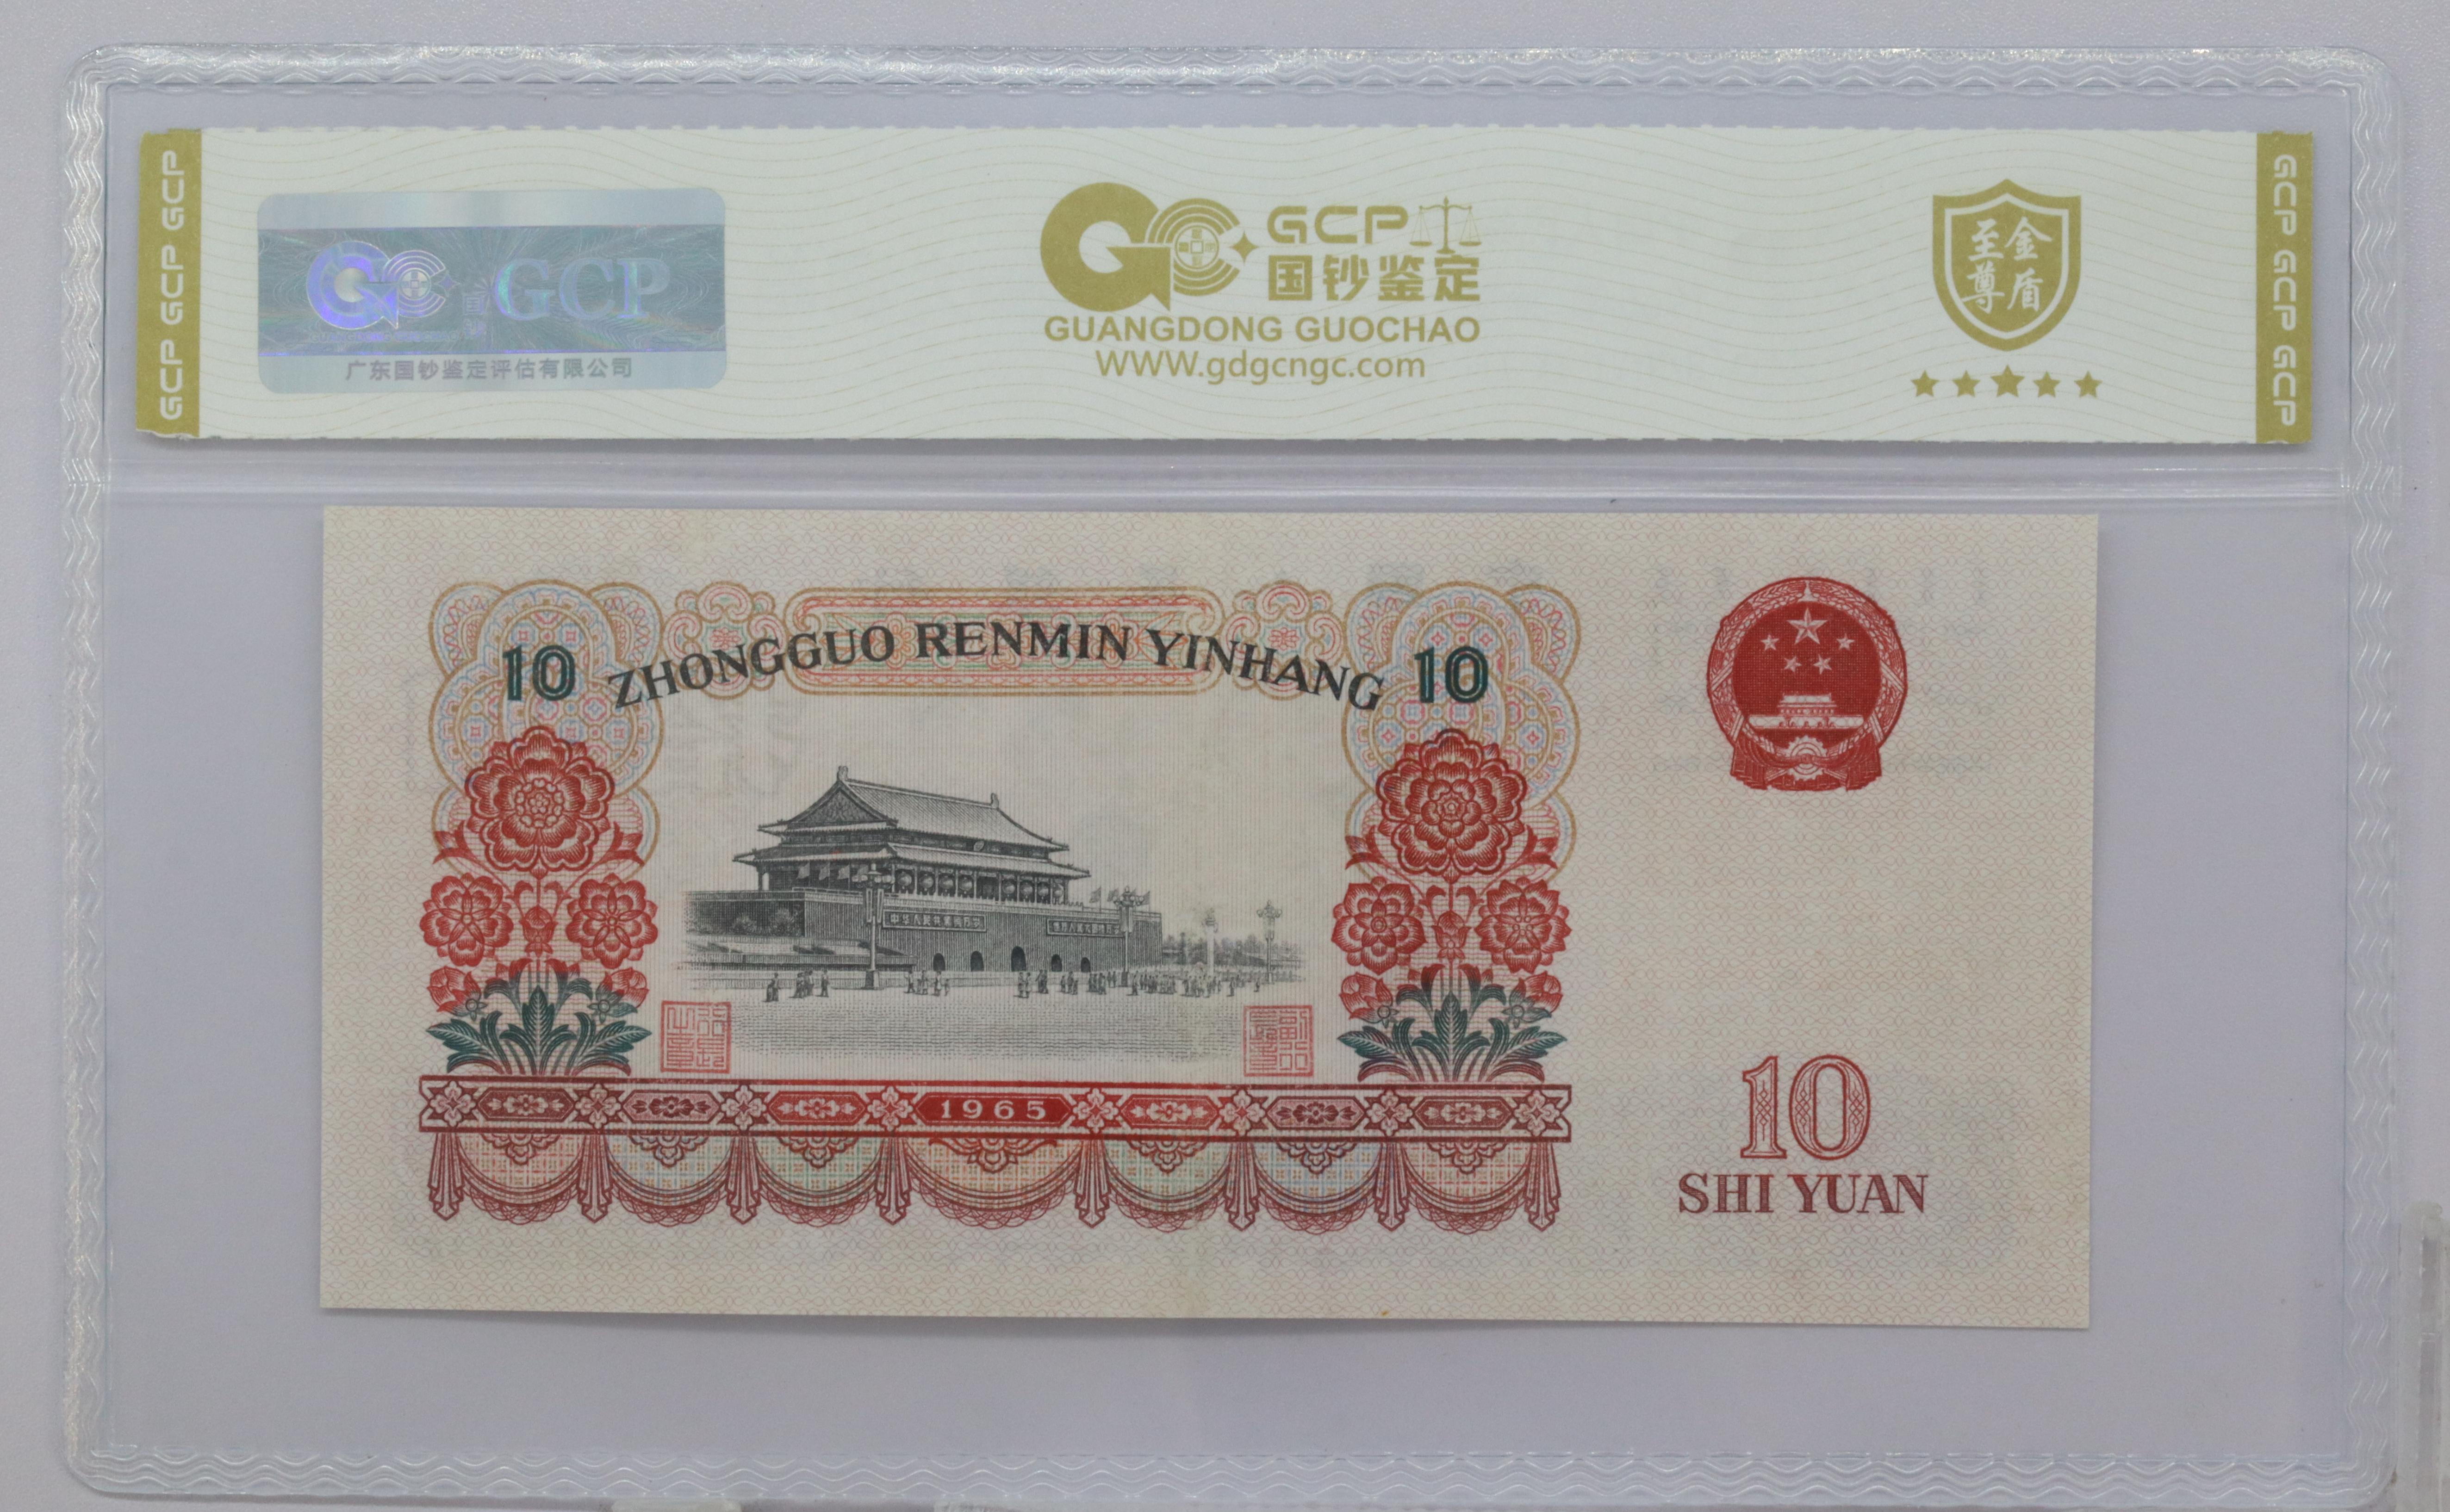 GCP GCP GCP
GCP
广东国钞鉴定评估有限公司
GCP
国钞鉴定
GUANGDONG GUOCHAO
WWW.gdgcngc.com
至尊 金盾
GCP GCP GCP
10 ZHONGGUO RENMIN YINHANG 10
1965
10
SHI YUAN